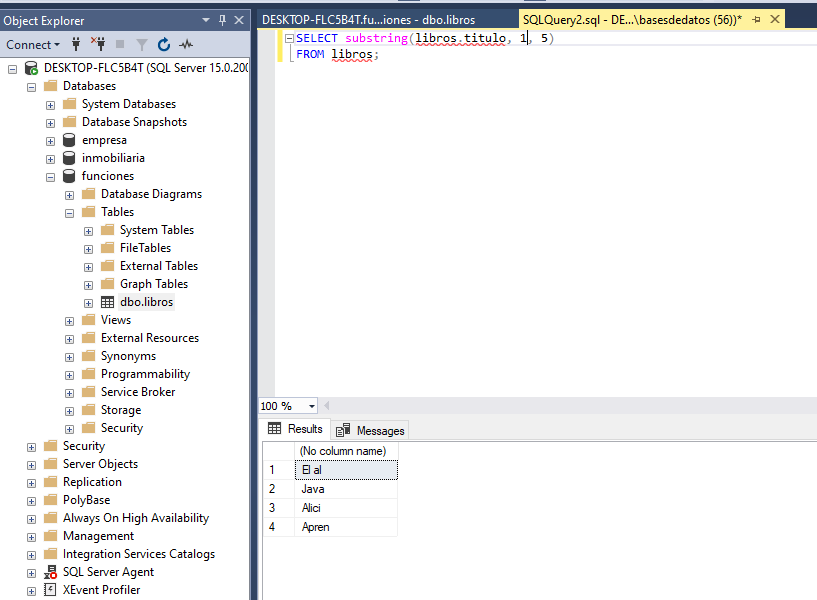 Object Explorer
Connect
DESKTOP-FLC5B4T (SQL Server 15.0.200
Databases
System Databases
Database Snapshots
empresa
inmobiliaria
funciones
Database Diagrams
Tables
System Tables
FileTables
External Tables
Graph Tables
dbo.libros
Views
External Resources
Synonyms
Programmability
Service Broker
Storage
Security
Security
Server Objects
Replication
PolyBase
Always On High Availability
Management
Integration Services Catalogs
SQL Server Agent
XEvent Profiler
DESKTOP-FLC5B4T.fu...iones - dbo.libros
SQLQuery2.sql - DE...\basesdedatos (56))*
SELECT substring(libros.titulo, 1, 5)
FROM libros;
100 %
Results
Messages
(No column name)
1 El al
2 Java
3 Alici
4 Apren